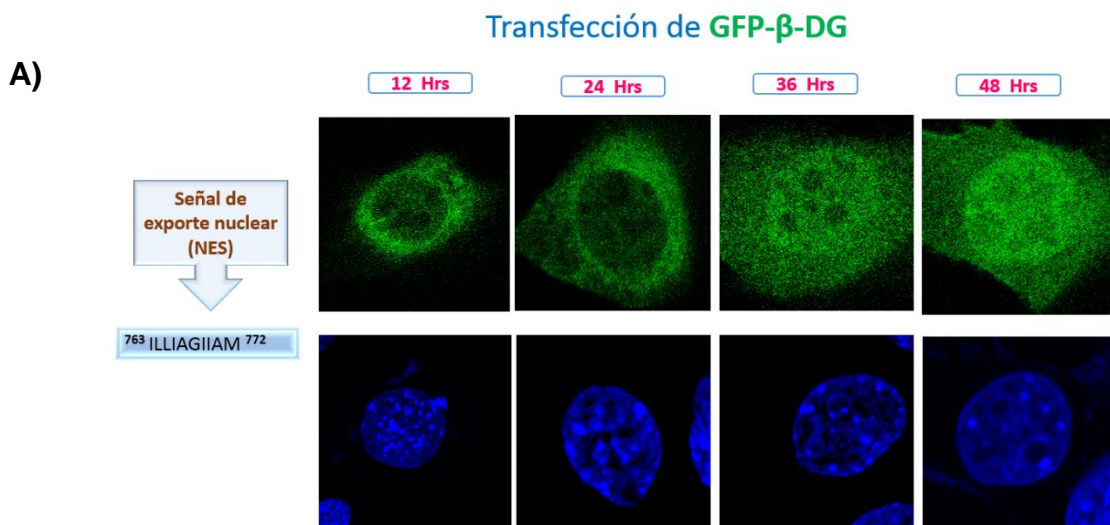 Transfección de GFP-β-DG
A)
12 Hrs
24 Hrs
36 Hrs
48 Hrs
Señal de
exporte nuclear
(NES)
763 ILLIAGIIAM 772